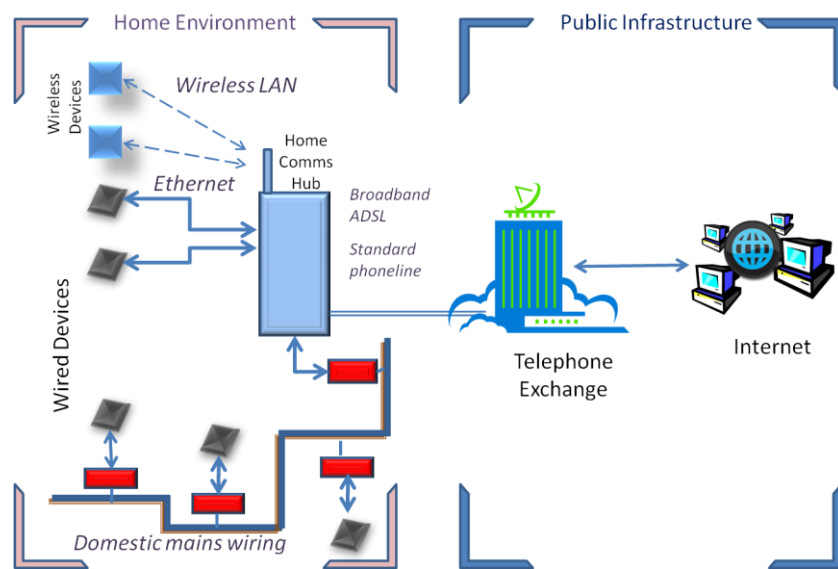 Home Environment
Public Infrastructure
Wireless
Devices
Wireless LAN
Home
Comms
Hub
Ethernet
Broadband
ADSL
Standard
phoneline
Wired Devices
Telephone
Exchange
Internet
Domestic mains wiring